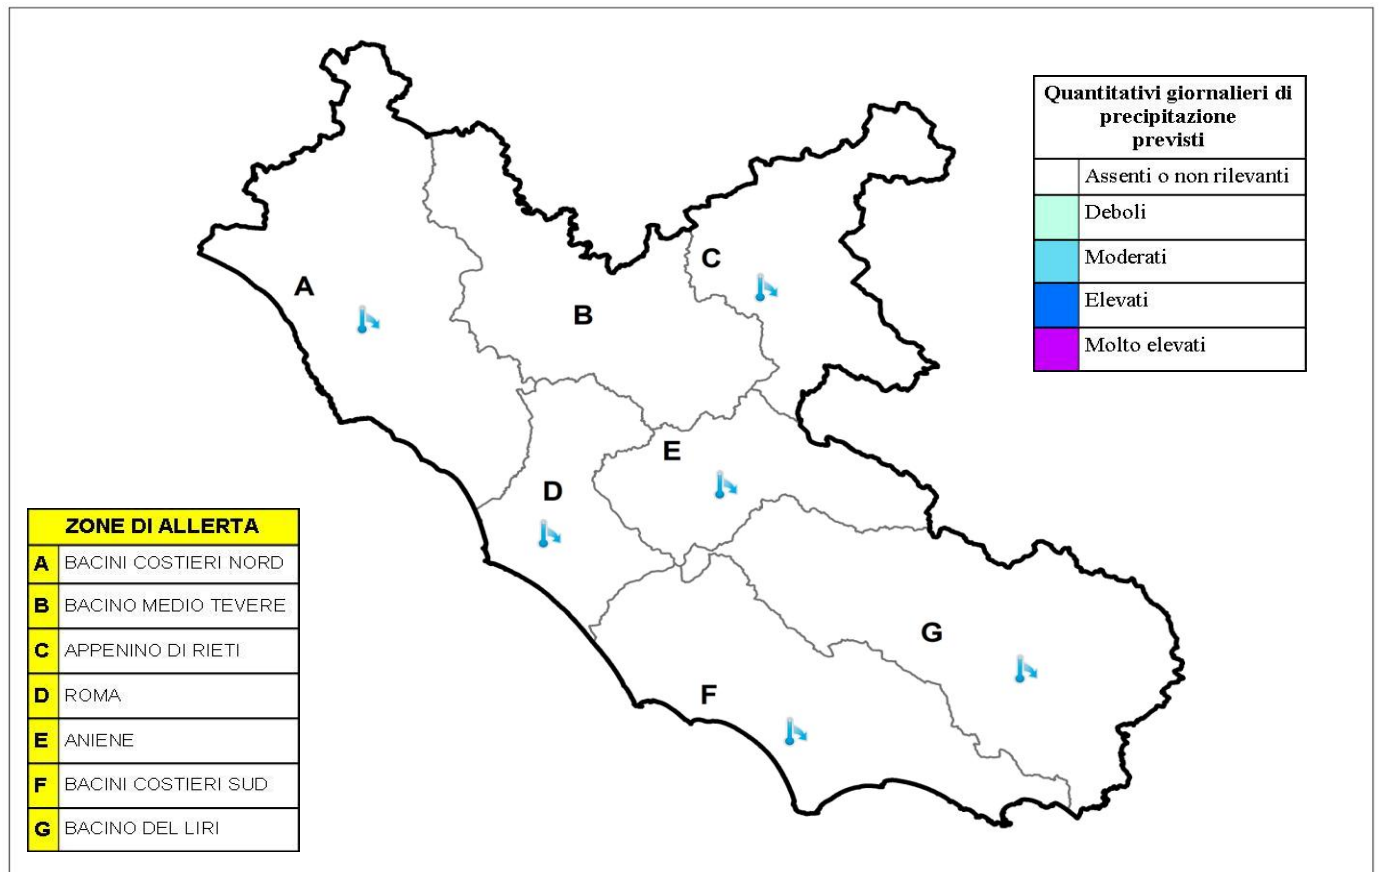 Quantitativi giornalieri di
precipitazione
previsti
Assenti o non rilevanti
Deboli
Moderati
Elevati
Molto elevati
A
B
C
D
E
F
G
ZONE DI ALLERTA
A BACINI COSTIERI NORD
B BACINO MEDIO TEVERE
C APPENINO DI RIETI
D ROMA
E ANIENE
F BACINI COSTIERI SUD
G BACINO DEL LIRI